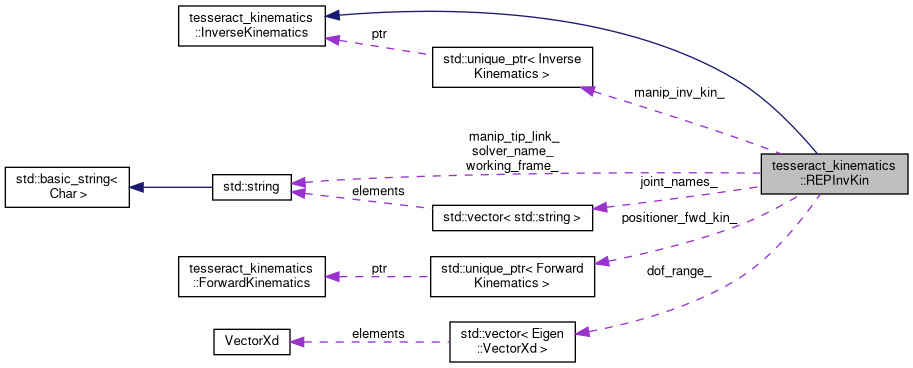 tesseract_kinematics
::InverseKinematics
ptr
std::unique_ptr< Inverse
Kinematics >
manip_inv_kin_
manip_tip_link_
solver_name_
working_frame_
tesseract_kinematics
::REPInvKin
std::basic_string<
Char >
std::string
elements
joint_names_
std::vector< std::string >
positioner_fwd_kin_
tesseract_kinematics
::ForwardKinematics
ptr
std::unique_ptr< Forward
Kinematics >
dof_range_
VectorXd
elements
std::vector< Eigen
::VectorXd >